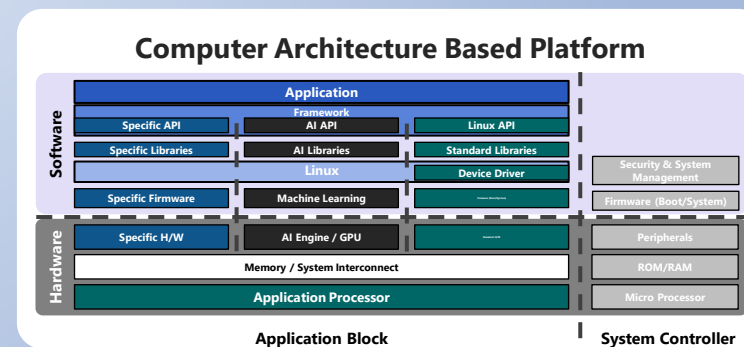 Computer Architecture Based Platform
Software
Application
Framework
Specific API
AI API
Linux API
Specific Libraries
AI Libraries
Standard Libraries
Linux
Device Driver
Security & System
Management
Specific Firmware
Machine Learning
Firmware (Boot/System)
Hardware
Specific H/W
AI Engine / GPU
Peripherals
Memory / System Interconnect
ROM/RAM
Application Processor
Micro Processor
Application Block
System Controller